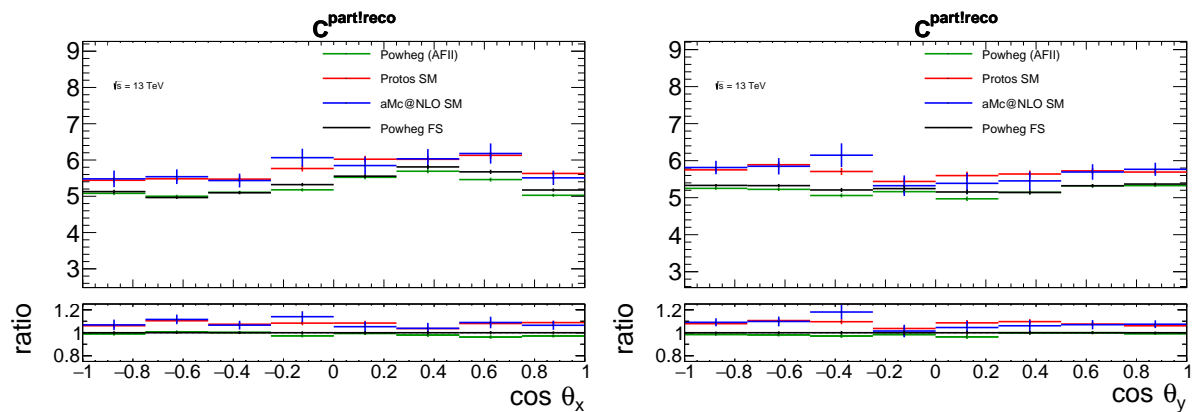 C^part!reco
Powheg (AFII)
Protos SM
aMc@NLO SM
Powheg FS
√s = 13 TeV
9
8
7
6
5
4
3
ratio
1.2
1
0.8
−1 −0.8 −0.6 −0.4 −0.2 0 0.2 0.4 0.6 0.8 1
cos θ_x
C^part!reco
Powheg (AFII)
Protos SM
aMc@NLO SM
Powheg FS
√s = 13 TeV
9
8
7
6
5
4
3
ratio
1.2
1
0.8
−1 −0.8 −0.6 −0.4 −0.2 0 0.2 0.4 0.6 0.8 1
cos θ_y